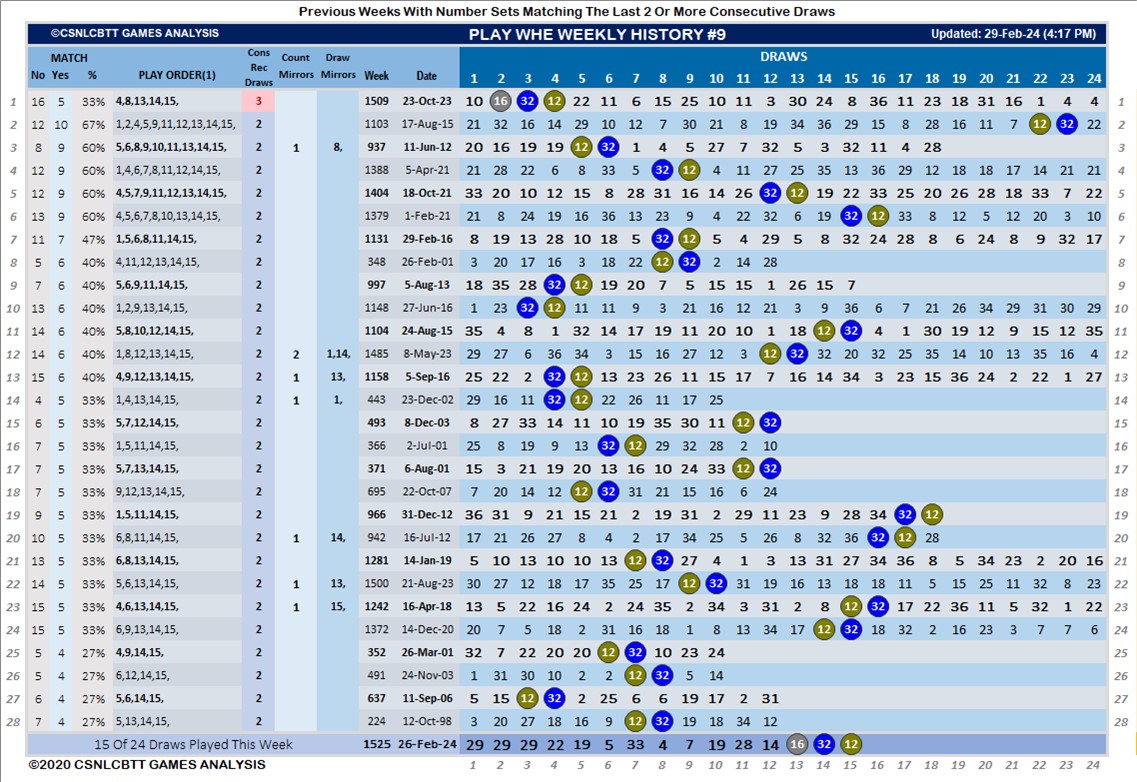 Previous Weeks With Number Sets Matching The Last 2 Or More Consecutive Draws
©CSNLCBTT GAMES ANALYSIS PLAY WHE WEEKLY HISTORY #9 Updated: 29-Feb-24 (4:17 PM)
MATCH Cons Rec Draws Count Mirrors Draw Mirrors DRAWS
No Yes % PLAY ORDER(1) Week Date 1 2 3 4 5 6 7 8 9 10 11 12 13 14 15 16 17 18 19 20 21 22 23 24
1 16 5 33% 4,8,13,14,15, 3 1509 23-Oct-23 10 16 32 12 22 11 6 15 25 10 11 3 30 24 8 36 11 23 18 31 16 1 4 4 1
2 12 10 67% 1,2,4,5,9,11,12,13,14,15, 2 1103 17-Aug-15 21 32 16 14 29 10 12 7 30 21 8 19 34 36 29 15 8 28 16 11 7 12 32 22 2
3 8 9 60% 5,6,8,9,10,11,13,14,15, 2 1 8, 937 11-Jun-12 20 16 19 19 12 32 1 4 5 27 7 32 5 3 32 11 4 28 3
4 12 9 60% 1,4,6,7,8,11,12,14,15, 2 1388 5-Apr-21 21 28 22 6 8 33 5 32 12 4 11 27 25 35 13 36 29 12 18 18 17 14 21 21 4
5 12 9 60% 4,5,7,9,11,12,13,14,15, 2 1404 18-Oct-21 33 20 10 12 15 8 28 31 16 14 26 32 12 19 22 33 25 20 26 28 18 33 7 22 5
6 13 9 60% 4,5,6,7,8,10,13,14,15, 2 1379 1-Feb-21 21 8 24 19 16 36 13 23 9 4 22 32 6 19 32 12 33 8 12 5 12 20 3 10 6
7 11 7 47% 1,5,6,8,11,14,15, 2 1131 29-Feb-16 8 19 13 28 10 18 5 32 12 5 4 29 5 8 32 24 28 8 6 24 8 9 32 17 7
8 5 6 40% 4,11,12,13,14,15, 2 348 26-Feb-01 3 20 17 16 3 18 22 12 32 2 14 28 8
9 7 6 40% 5,6,9,11,14,15, 2 997 5-Aug-13 18 35 28 32 12 19 20 7 5 15 15 1 26 15 7 9
10 13 6 40% 1,2,9,13,14,15, 2 1148 27-Jun-16 1 23 32 12 11 11 9 3 21 16 12 21 3 9 36 6 7 21 26 34 29 31 30 29 10
11 14 6 40% 5,8,10,12,14,15, 2 1104 24-Aug-15 35 4 8 1 32 14 17 19 11 20 10 1 18 12 32 4 1 30 19 12 9 15 12 35 11
12 14 6 40% 1,8,12,13,14,15, 2 2 1,14, 1485 8-May-23 29 27 6 36 34 3 15 16 27 12 3 12 32 32 20 32 25 35 14 10 13 35 16 4 12
13 15 6 40% 4,9,12,13,14,15, 2 1 13, 1158 5-Sep-16 25 22 2 32 12 13 23 26 11 15 17 7 16 14 34 3 23 15 36 24 2 22 1 27 13
14 4 5 33% 1,4,13,14,15, 2 1 1, 443 23-Dec-02 29 16 11 32 12 22 26 11 17 25 14
15 6 5 33% 5,7,12,14,15, 2 493 8-Dec-03 8 27 33 14 11 10 19 35 30 11 12 32 15
16 7 5 33% 1,5,11,14,15, 2 366 2-Jul-01 25 8 19 9 13 32 12 29 32 28 2 10 16
17 7 5 33% 5,7,13,14,15, 2 371 6-Aug-01 15 3 21 19 20 13 16 10 24 33 12 32 17
18 7 5 33% 9,12,13,14,15, 2 695 22-Oct-07 7 20 14 12 12 32 31 21 15 16 6 24 18
19 9 5 33% 1,5,11,14,15, 2 966 31-Dec-12 36 31 9 21 15 21 2 19 31 2 29 11 23 9 28 34 32 12 19
20 10 5 33% 6,8,11,14,15, 2 1 14, 942 16-Jul-12 17 21 26 27 8 4 2 17 34 25 5 26 8 32 36 32 12 28 20
21 13 5 33% 6,8,13,14,15, 2 1281 14-Jan-19 5 10 13 10 10 13 12 32 27 4 1 3 13 31 27 34 36 8 5 34 23 2 20 16 21
22 14 5 33% 5,6,13,14,15, 2 1 13, 1500 21-Aug-23 30 27 12 18 17 35 25 17 12 32 31 19 16 13 18 18 11 5 15 25 11 32 8 23 22
23 15 5 33% 4,6,13,14,15, 2 1 15, 1242 16-Apr-18 13 5 22 16 24 2 24 35 2 34 3 31 2 8 12 32 17 22 36 11 5 32 1 22 23
24 15 5 33% 6,9,13,14,15, 2 1372 14-Dec-20 20 7 5 18 2 31 16 18 1 8 13 34 17 12 32 18 32 2 16 23 3 7 7 6 24
25 5 4 27% 4,9,14,15, 2 352 26-Mar-01 32 7 22 20 20 12 32 10 23 24 25
26 5 4 27% 6,12,14,15, 2 491 24-Nov-03 1 31 30 10 2 2 12 32 5 14 26
27 6 4 27% 5,6,14,15, 2 637 11-Sep-06 5 15 12 32 2 25 6 6 19 17 2 31 27
28 7 4 27% 5,13,14,15, 2 224 12-Oct-98 3 20 27 18 16 9 12 32 19 18 34 12 28
15 Of 24 Draws Played This Week 1525 26-Feb-24 29 29 29 22 19 5 33 4 7 19 28 14 16 32 12
©2020 CSNLCBTT GAMES ANALYSIS 1 2 3 4 5 6 7 8 9 10 11 12 13 14 15 16 17 18 19 20 21 22 23 24